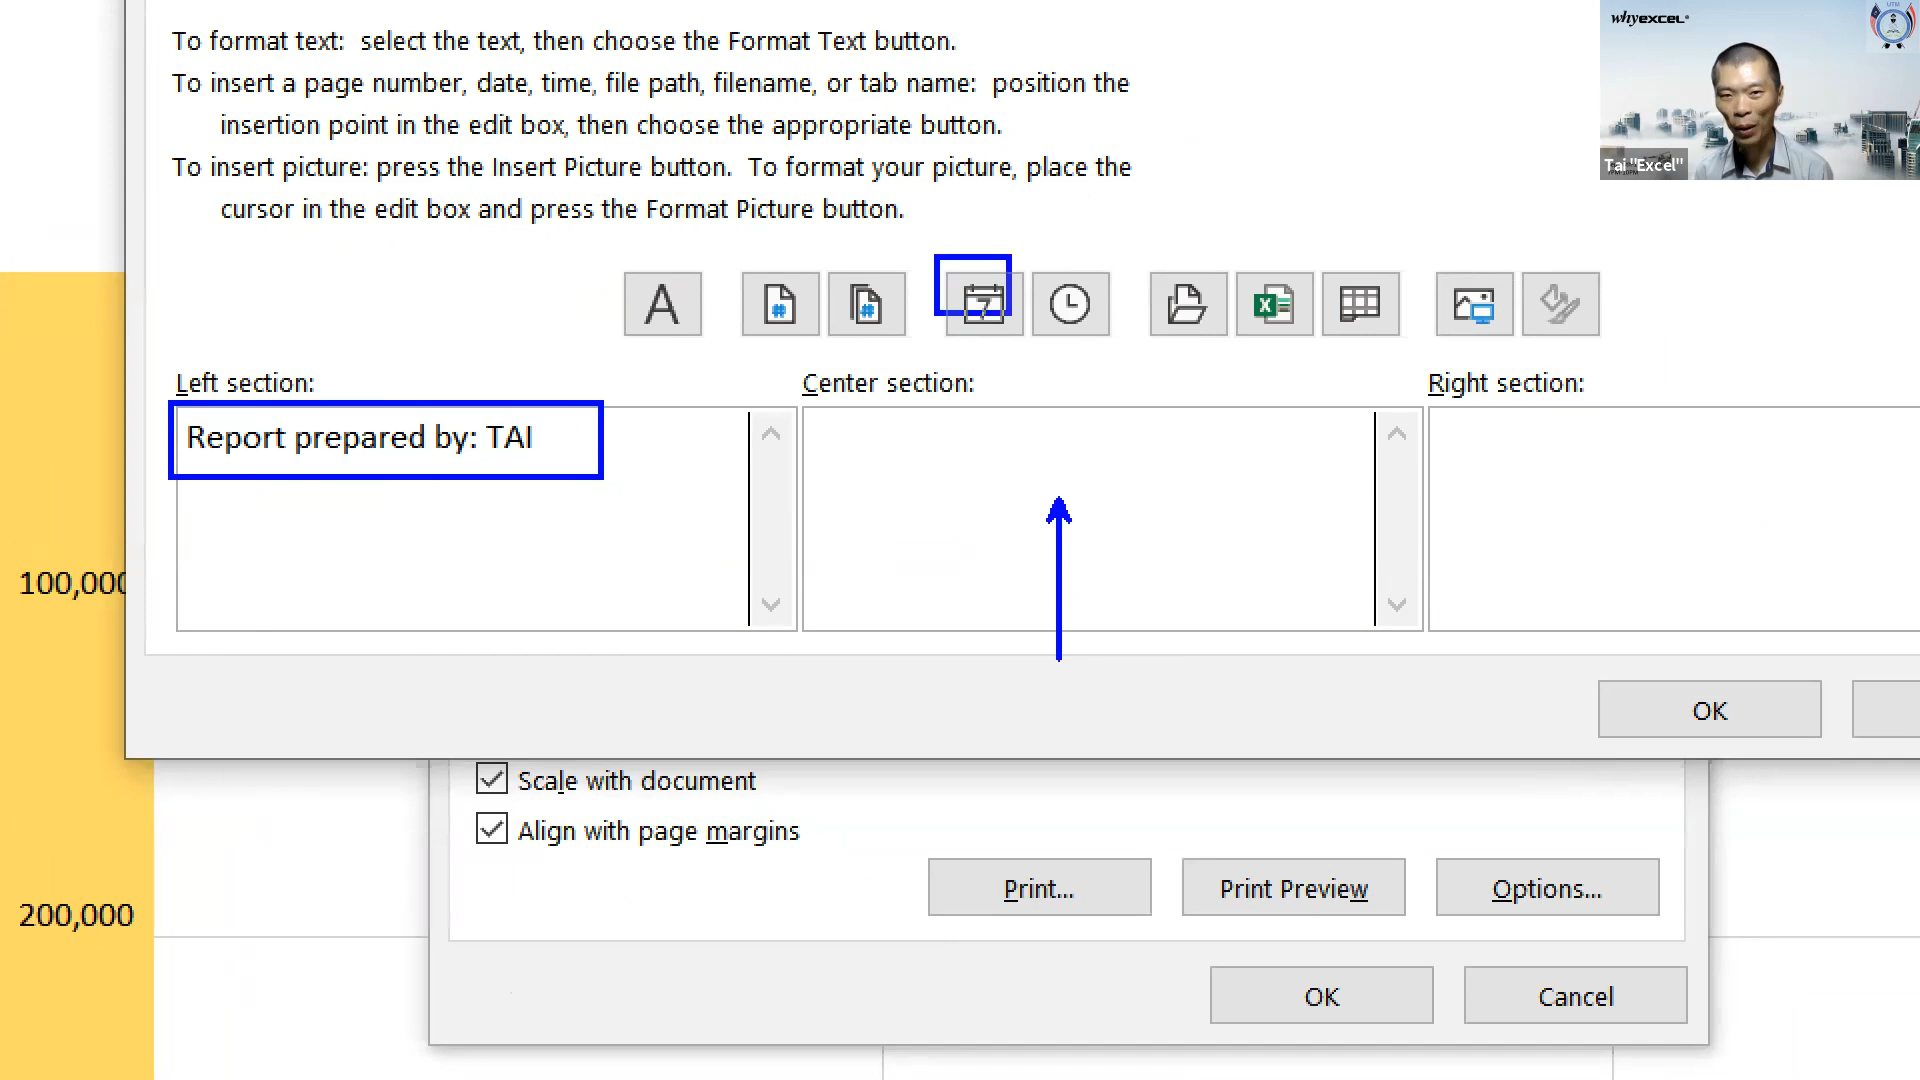 To format text:  select the text, then choose the Format Text button.
To insert a page number, date, time, file path, filename, or tab name:  position the
insertion point in the edit box, then choose the appropriate button.
To insert picture: press the Insert Picture button.  To format your picture, place the
cursor in the edit box and press the Format Picture button.
whyEXCEL®
UTM
Tai "Excel"
A
#
#
7
X
Left section:
Center section:
Right section:
Report prepared by: TAI
100,000
OK
Scale with document
Align with page margins
Print...
Print Preview
Options...
200,000
OK
Cancel